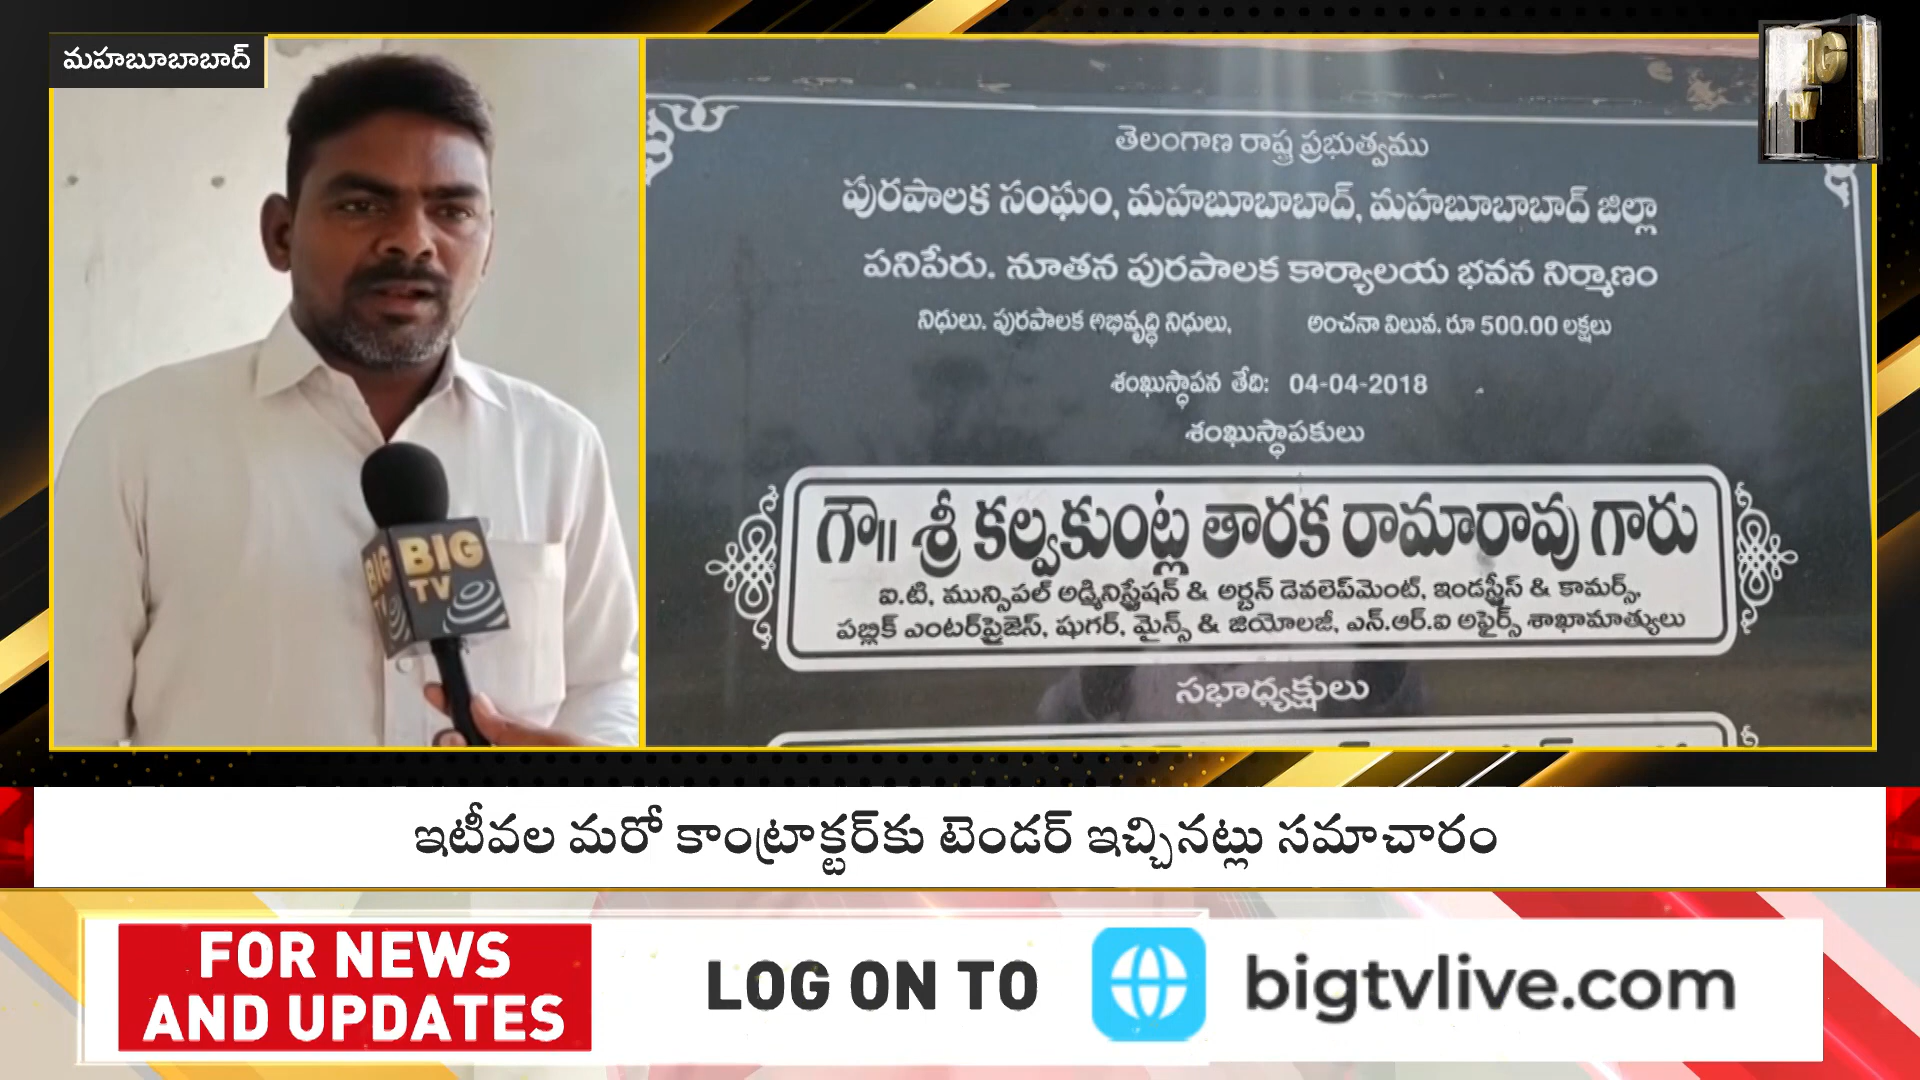 మహబూబాబాద్
తెలంగాణ రాష్ట్ర ప్రభుత్వము
పురపాలక సంఘం, మహబూబాబాద్, మహబూబాబాద్ జిల్లా
పనిపేరు. నూతన పురపాలక కార్యాలయ భవన నిర్మాణం
నిధులు. పురపాలక అభివృద్ధి నిధులు, అంచనా విలువ. రూ 500.00 లక్షలు
శంఖుస్థాపన తేది: 04-04-2018
శంఖుస్థాపకులు
గౌ|| శ్రీ కల్వకుంట్ల తారక రామారావు గారు
ఐ.టి, మున్సిపల్ అడ్మినిస్ట్రేషన్ & అర్బన్ డెవలెప్‌మెంట్, ఇండస్ట్రీస్ & కామర్స్,
పబ్లిక్ ఎంటర్‌ప్రైజెస్, షుగర్, మైన్స్ & జియోలజీ, ఎన్.ఆర్.ఐ అఫైర్స్ శాఖామాత్యులు
సభాధ్యక్షులు
BIG
TV
BIG
TV
ఇటీవల మరో కాంట్రాక్టర్‌కు టెండర్ ఇచ్చినట్లు సమాచారం
FOR NEWS
AND UPDATES
LOG ON TO
bigtvlive.com